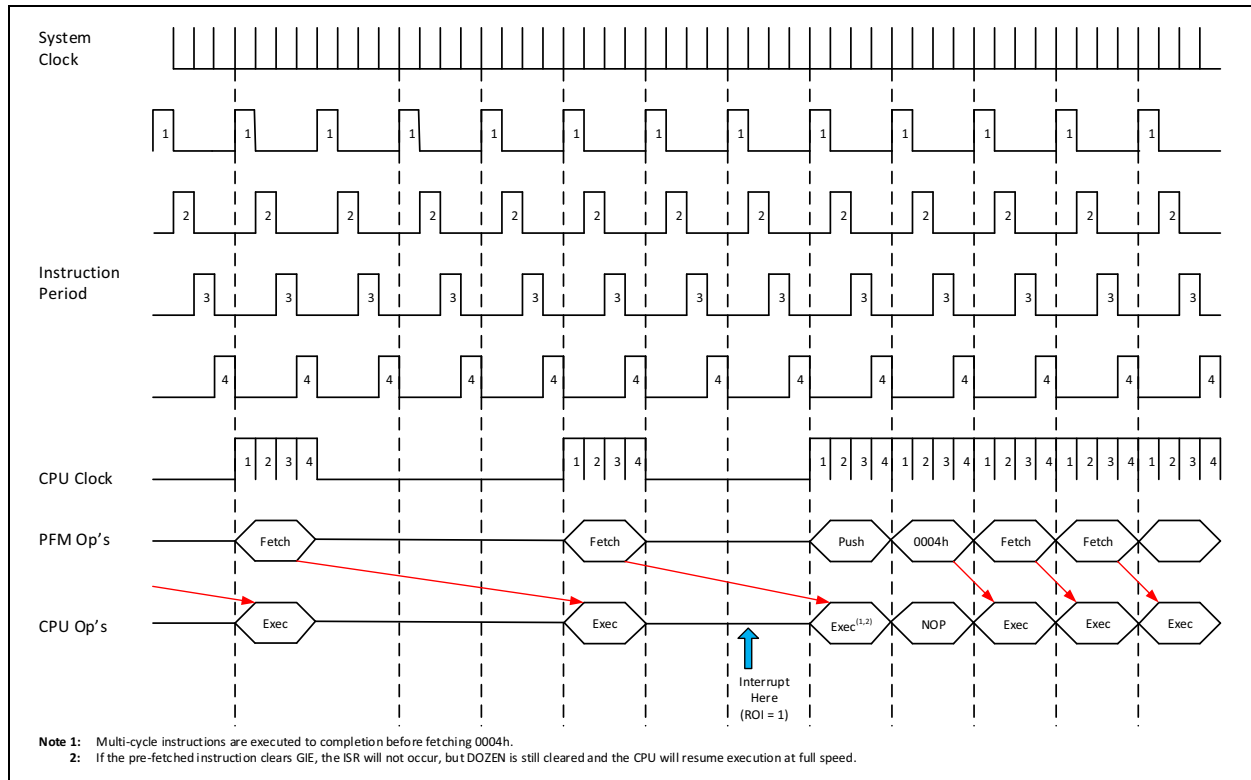 System
Clock
1 1 1 1 1 1 1 1 1 1 1 1 1
2 2 2 2 2 2 2 2 2 2 2 2 2
Instruction
Period
3 3 3 3 3 3 3 3 3 3 3 3 3
4 4 4 4 4 4 4 4 4 4 4 4 4
CPU Clock
1 2 3 4 1 2 3 4 1 2 3 4 1 2 3 4 1 2 3 4 1 2 3 4 1 2 3 4
PFM Op's
Fetch Fetch Push 0004h Fetch Fetch
CPU Op's
Exec Exec Exec(1,2) NOP Exec Exec Exec
Interrupt
Here
(ROI = 1)
Note 1: Multi-cycle instructions are executed to completion before fetching 0004h.
2: If the pre-fetched instruction clears GIE, the ISR will not occur, but DOZEN is still cleared and the CPU will resume execution at full speed.